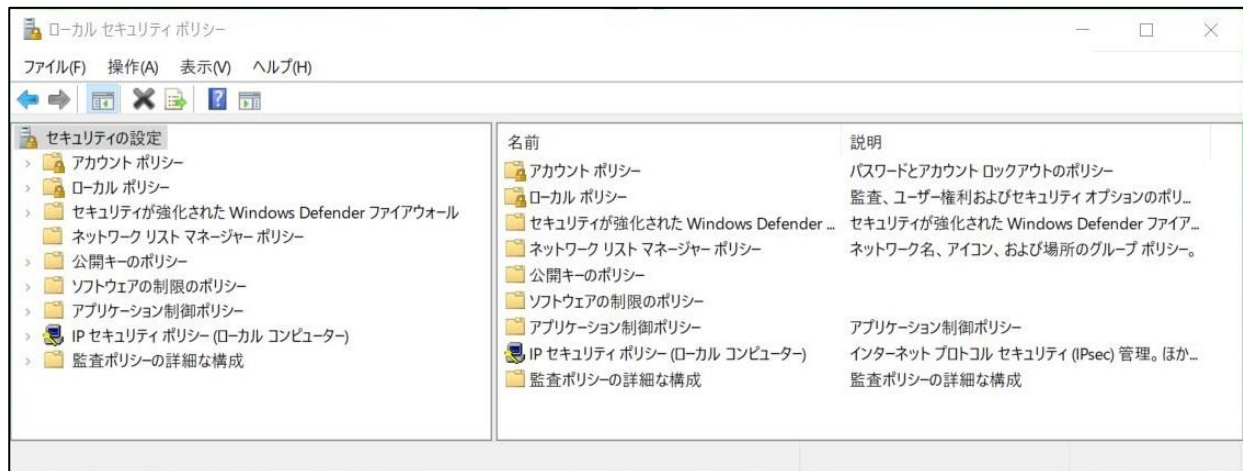 ローカル セキュリティ ポリシー
ファイル(F) 操作(A) 表示(V) ヘルプ(H)
セキュリティの設定
アカウント ポリシー
ローカル ポリシー
セキュリティが強化された Windows Defender ファイアウォール
ネットワーク リスト マネージャー ポリシー
公開キーのポリシー
ソフトウェアの制限のポリシー
アプリケーション制御ポリシー
IP セキュリティ ポリシー (ローカル コンピューター)
監査ポリシーの詳細な構成
名前 説明
アカウント ポリシー パスワードとアカウント ロックアウトのポリシー
ローカル ポリシー 監査、ユーザー権利およびセキュリティ オプションのポリ...
セキュリティが強化された Windows Defender ... セキュリティが強化された Windows Defender ファイア...
ネットワーク リスト マネージャー ポリシー ネットワーク名、アイコン、および場所のグループ ポリシー。
公開キーのポリシー
ソフトウェアの制限のポリシー
アプリケーション制御ポリシー アプリケーション制御ポリシー
IP セキュリティ ポリシー (ローカル コンピューター) インターネット プロトコル セキュリティ (IPsec) 管理。ほか...
監査ポリシーの詳細な構成 監査ポリシーの詳細な構成